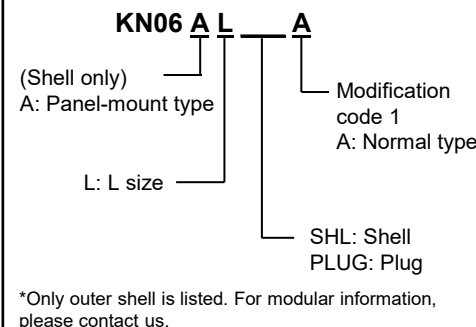 KN06 A L ___ A
(Shell only)
A: Panel-mount type
Modification
code 1
A: Normal type
L: L size
SHL: Shell
PLUG: Plug
*Only outer shell is listed. For modular information,
please contact us.